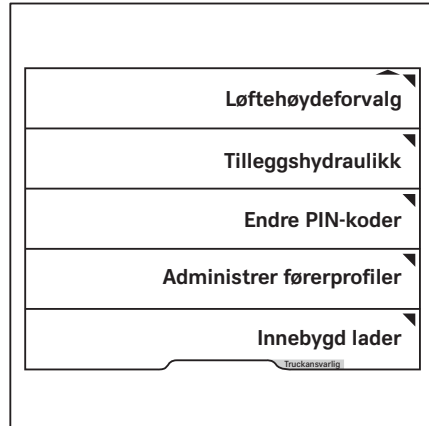 Løftehøydeforvalg
Tilleggshydraulikk
Endre PIN-koder
Administrer førerprofiler
Innebygd lader
Truckansvarlig